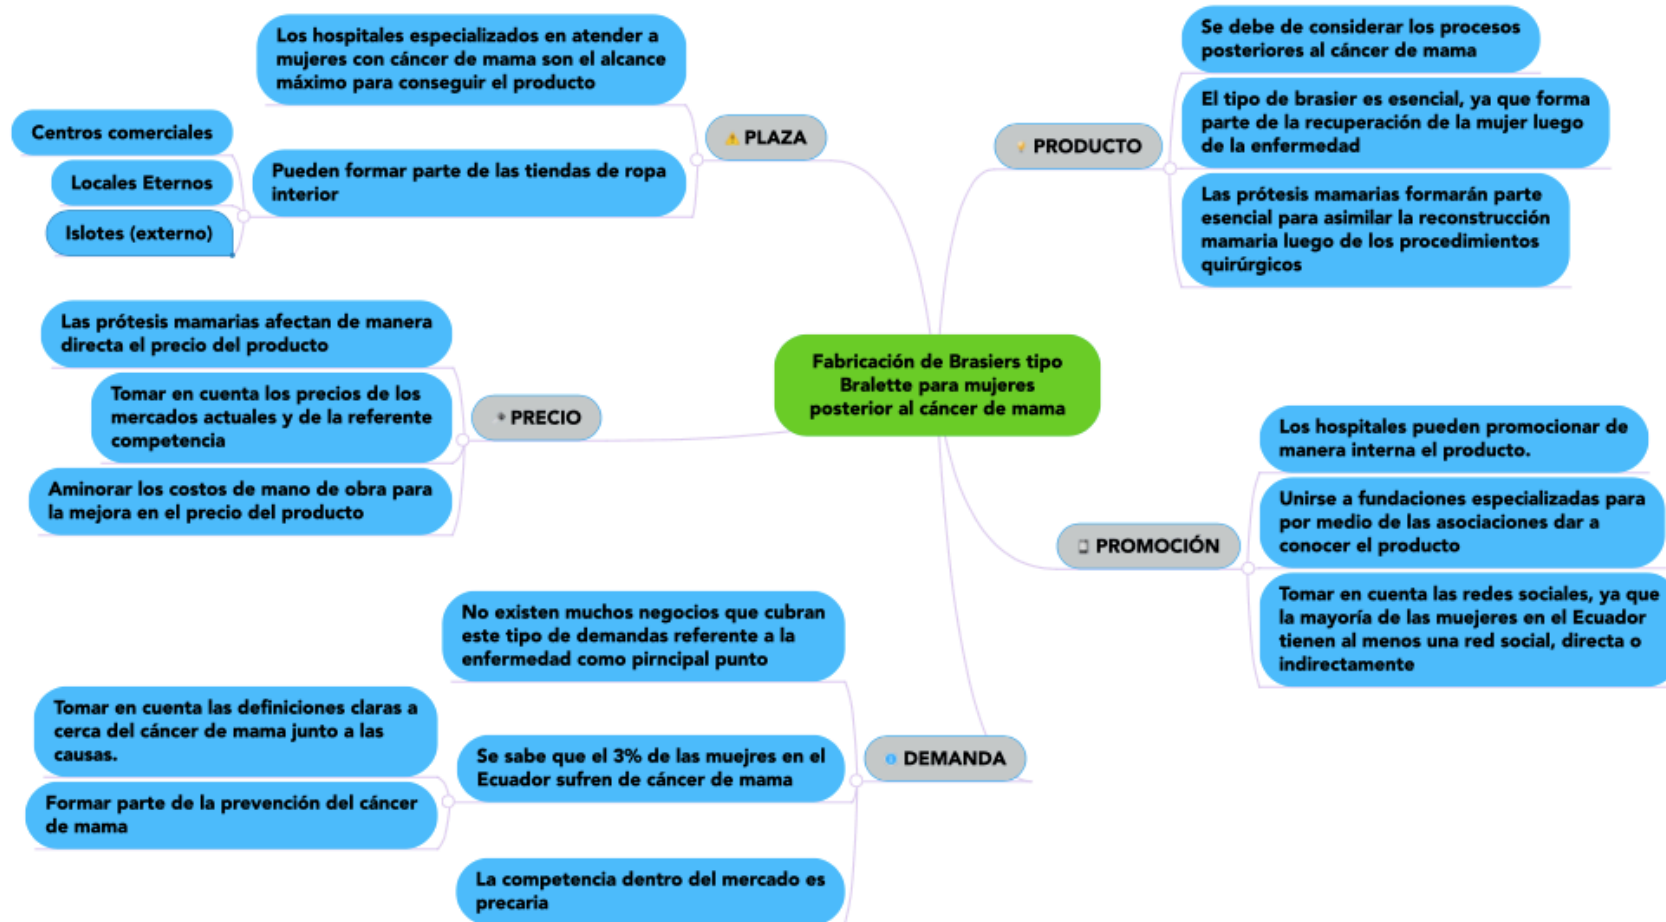 Los hospitales especializados en atender a
mujeres con cáncer de mama son el alcance
máximo para conseguir el producto
PLAZA
Centros comerciales
Locales Eternos
Islotes (externo)
Pueden formar parte de las tiendas de ropa
interior
Se debe de considerar los procesos
posteriores al cáncer de mama
PRODUCTO
El tipo de brasier es esencial, ya que forma
parte de la recuperación de la mujer luego
de la enfermedad
Las prótesis mamarias formarán parte
esencial para asimilar la reconstrucción
mamaria luego de los procedimientos
quirúrgicos
Fabricación de Brasiers tipo
Bralette para mujeres
posterior al cáncer de mama
Las prótesis mamarias afectan de manera
directa el precio del producto
Tomar en cuenta los precios de los
mercados actuales y de la referente
competencia
PRECIO
Aminorar los costos de mano de obra para
la mejora en el precio del producto
Los hospitales pueden promocionar de
manera interna el producto.
Unirse a fundaciones especializadas para
por medio de las asociaciones dar a
conocer el producto
PROMOCIÓN
Tomar en cuenta las redes sociales, ya que
la mayoría de las muejeres en el Ecuador
tienen al menos una red social, directa o
indirectamente
No existen muchos negocios que cubran
este tipo de demandas referente a la
enfermedad como pirncipal punto
Tomar en cuenta las definiciones claras a
cerca del cáncer de mama junto a las
causas.
Formar parte de la prevención del cáncer
de mama
Se sabe que el 3% de las muejres en el
Ecuador sufren de cáncer de mama
DEMANDA
La competencia dentro del mercado es
precaria